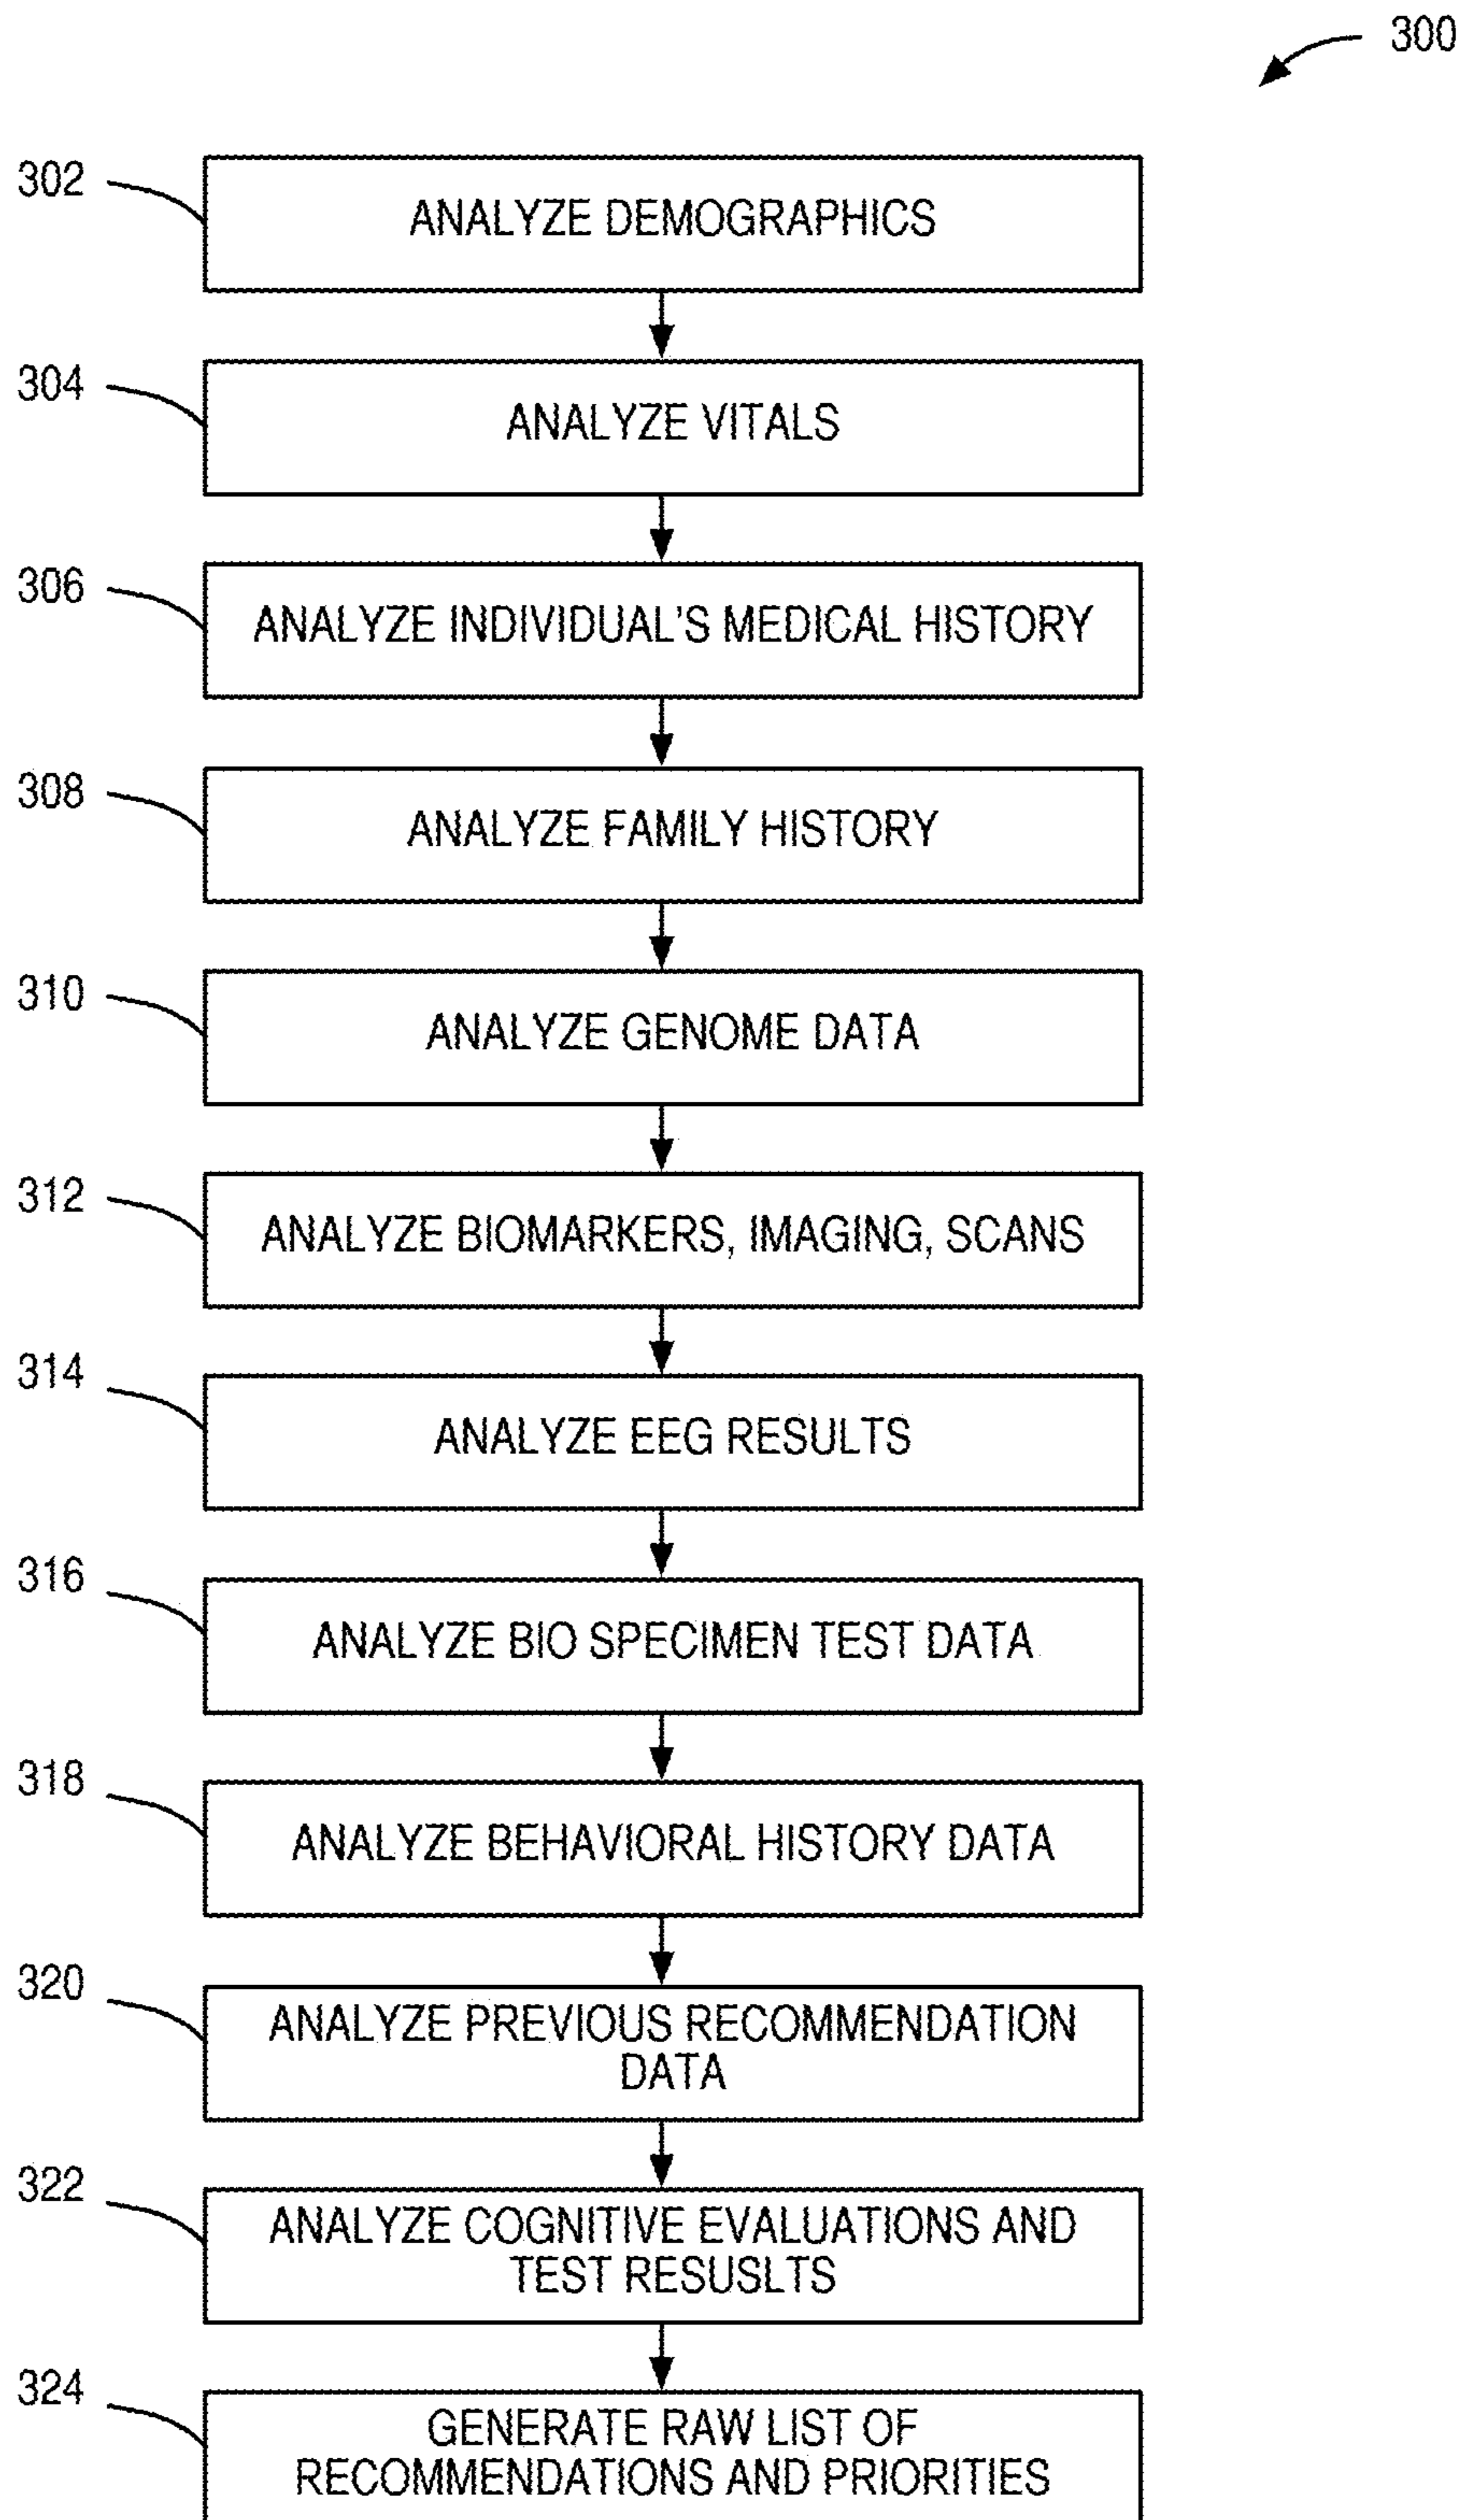 300
302
ANALYZE DEMOGRAPHICS
304
ANALYZE VITALS
306
ANALYZE INDIVIDUAL'S MEDICAL HISTORY
308
ANALYZE FAMILY HISTORY
310
ANALYZE GENOME DATA
312
ANALYZE BIOMARKERS, IMAGING, SCANS
314
ANALYZE EEG RESULTS
316
ANALYZE BIO SPECIMEN TEST DATA
318
ANALYZE BEHAVIORAL HISTORY DATA
320
ANALYZE PREVIOUS RECOMMENDATION
DATA
322
ANALYZE COGNITIVE EVALUATIONS AND
TEST RESUSLTS
324
GENERATE RAW LIST OF
RECOMMENDATIONS AND PRIORITIES